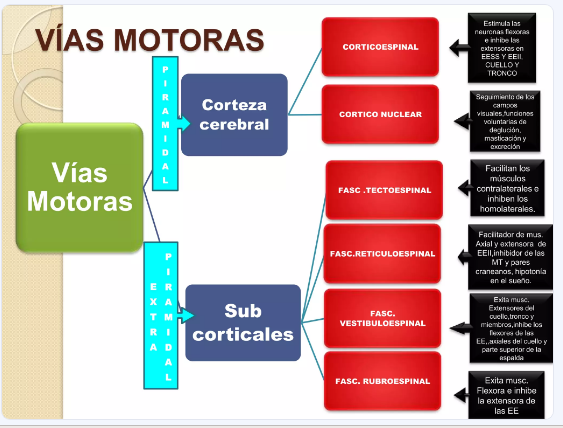 VÍAS MOTORAS
Vías
Motoras
PIRAMIDAL
Corteza
cerebral
CORTICOESPINAL
Estimula las
neuronas flexoras
e inhibe las
extensoras en
EESS Y EEII,
CUELLO Y
TRONCO
CORTICO NUCLEAR
Seguimiento de los
campos
visuales,funciones
voluntarias de
deglución,
masticación y
excreción
EXTRA
PIRAMIDAL
Sub
corticales
FASC .TECTOESPINAL
Facilitan los
músculos
contralaterales e
inhiben los
homolaterales.
FASC.RETICULOESPINAL
Facilitador de mus.
Axial y extensora de
EEII,inhibidor de las
MT y pares
craneanos, hipotonía
en el sueño.
FASC.
VESTIBULOESPINAL
Exita musc.
Extensores del
cuello,tronco y
miembros,inhibe los
flexores de las
EE,,axiales del cuello y
parte superior de la
espalda
FASC. RUBROESPINAL
Exita musc.
Flexora e inhibe
la extensora de
las EE